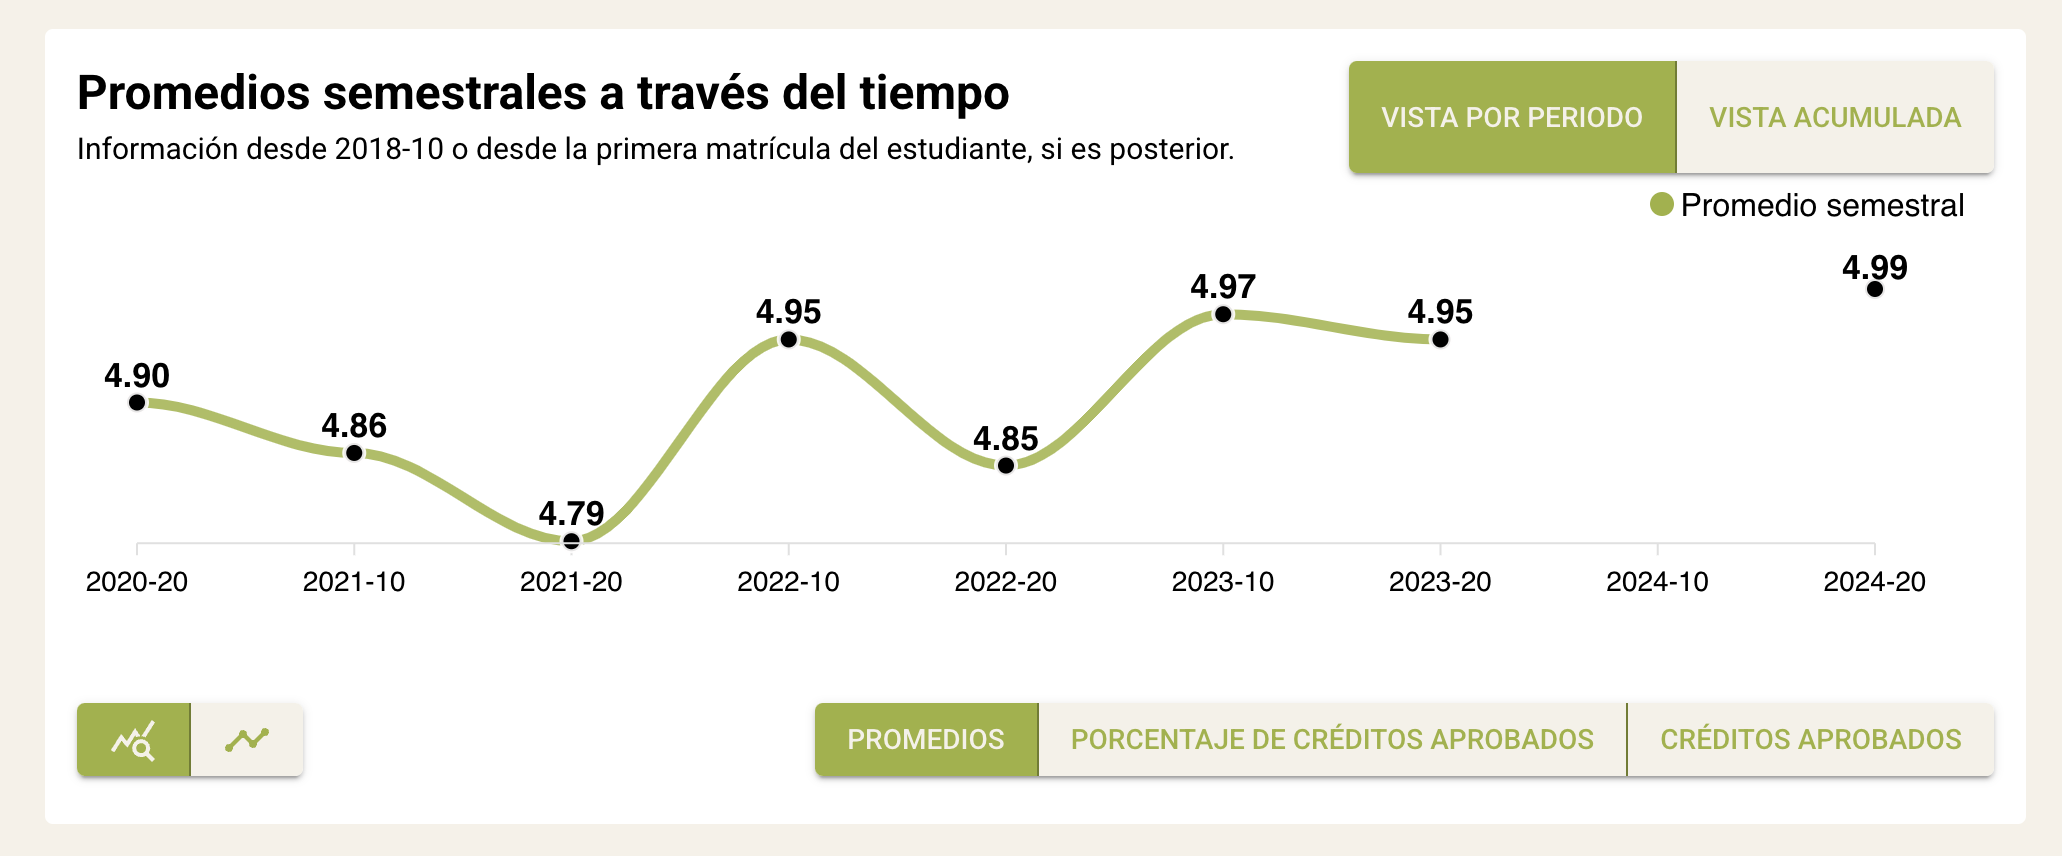 Promedios semestrales a través del tiempo
Información desde 2018-10 o desde la primera matrícula del estudiante, si es posterior.
VISTA POR PERIODO
VISTA ACUMULADA
Promedio semestral
4.90
4.86
4.79
4.95
4.85
4.97
4.95
4.99
2020-20
2021-10
2021-20
2022-10
2022-20
2023-10
2023-20
2024-10
2024-20
PROMEDIOS
PORCENTAJE DE CRÉDITOS APROBADOS
CRÉDITOS APROBADOS